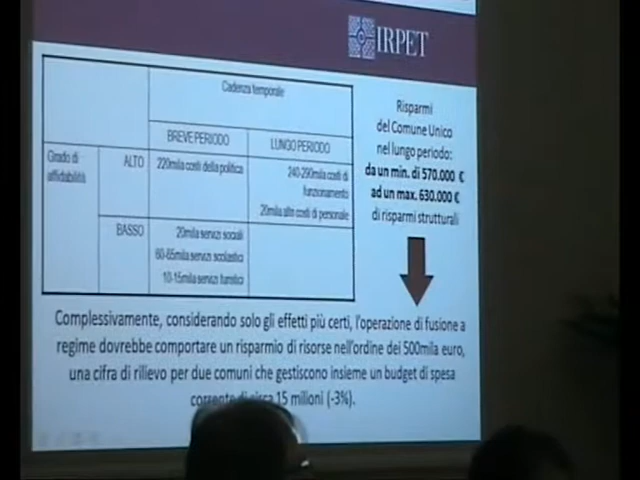 IRPET
Cadenza temporale
BREVE PERIODO
LUNGO PERIODO
Grado di
affidabilità
ALTO
220mila costi della politica
240-290mila costi di
funzionamento
20mila altri costi di personale
BASSO
20mila servizi sociali
60-65mila servizi scolastici
10-15mila servizi turistici
Risparmi
del Comune Unico
nel lungo periodo:
da un min. di 570.000 €
ad un max. 630.000 €
di risparmi strutturali
Complessivamente, considerando solo gli effetti più certi, l'operazione di fusione a
regime dovrebbe comportare un risparmio di risorse nell'ordine dei 500mila euro,
una cifra di rilievo per due comuni che gestiscono insieme un budget di spesa
corrente di circa 15 milioni (-3%).